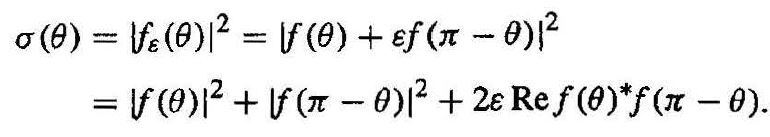 σ(θ) = |f_ε(θ)|² = |f(θ) + εf(π − θ)|²
= |f(θ)|² + |f(π − θ)|² + 2ε Re f(θ)*f(π − θ).